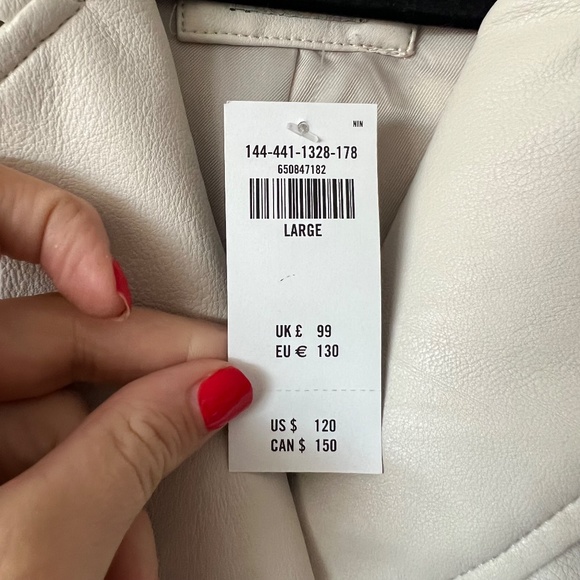 NIN
144-441-1328-178
650847182
LARGE
UK £ 99
EU € 130
US $ 120
CAN $ 150